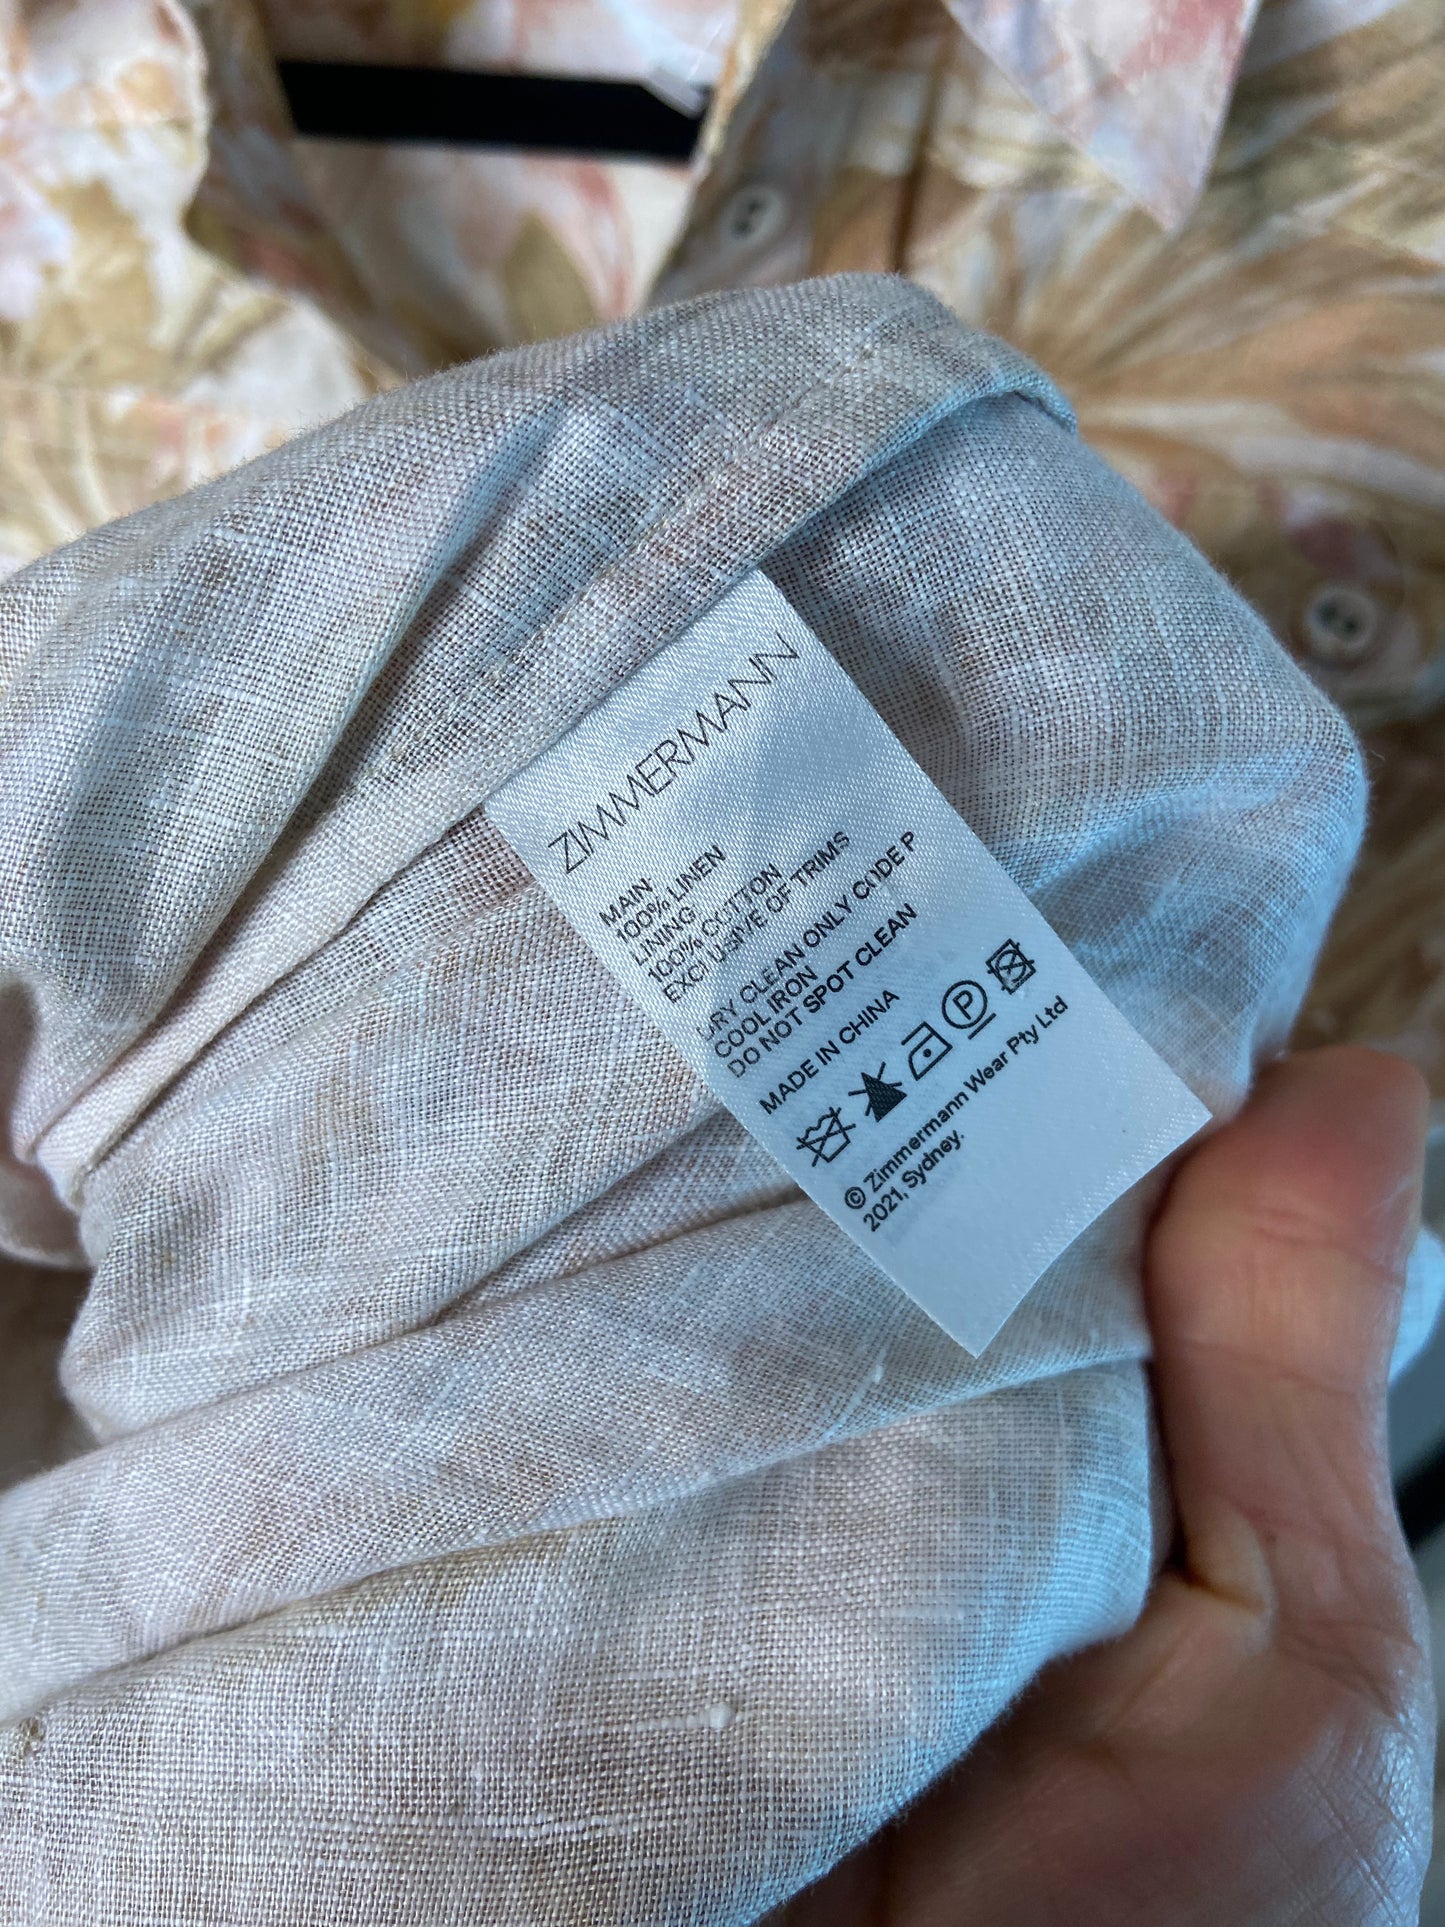 ZIMMERMANN
MAIN
100% LINEN
LINING
100% COTTON
EXCLUSIVE OF TRIMS
DRY CLEAN ONLY CODE P
COOL IRON
DO NOT SPOT CLEAN
MADE IN CHINA
P
© Zimmermann Wear Pty Ltd
2021, Sydney.